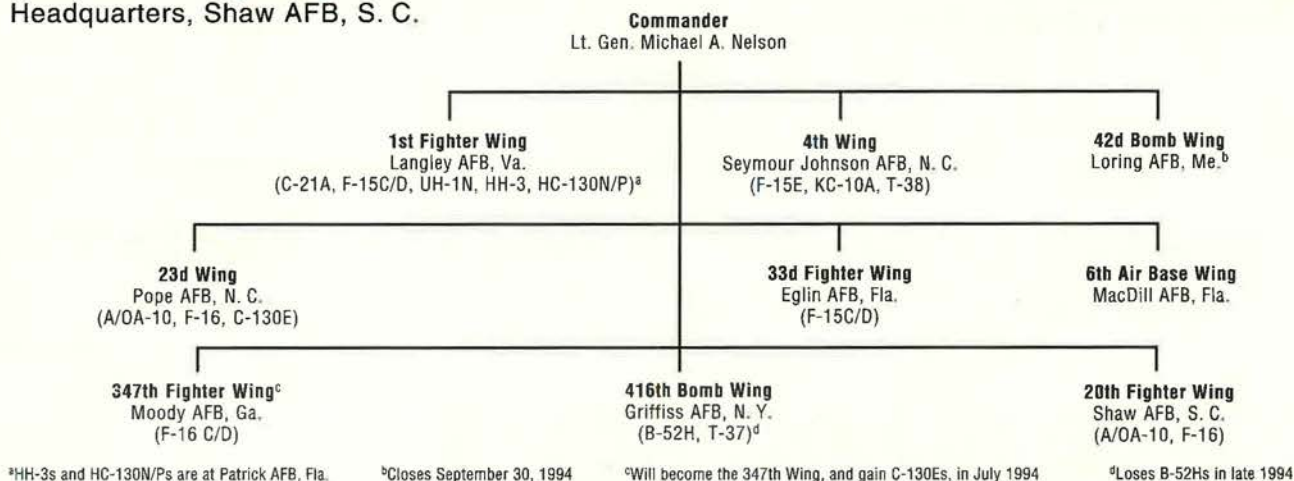 Headquarters, Shaw AFB, S. C.
Commander
Lt. Gen. Michael A. Nelson
1st Fighter Wing
Langley AFB, Va.
(C-21A, F-15C/D, UH-1N, HH-3, HC-130N/P)ᵃ
4th Wing
Seymour Johnson AFB, N. C.
(F-15E, KC-10A, T-38)
42d Bomb Wing
Loring AFB, Me.ᵇ
23d Wing
Pope AFB, N. C.
(A/OA-10, F-16, C-130E)
33d Fighter Wing
Eglin AFB, Fla.
(F-15C/D)
6th Air Base Wing
MacDill AFB, Fla.
347th Fighter Wingᶜ
Moody AFB, Ga.
(F-16 C/D)
416th Bomb Wing
Griffiss AFB, N. Y.
(B-52H, T-37)ᵈ
20th Fighter Wing
Shaw AFB, S. C.
(A/OA-10, F-16)
ᵃHH-3s and HC-130N/Ps are at Patrick AFB, Fla. ᵇCloses September 30, 1994 ᶜWill become the 347th Wing, and gain C-130Es, in July 1994 ᵈLoses B-52Hs in late 1994